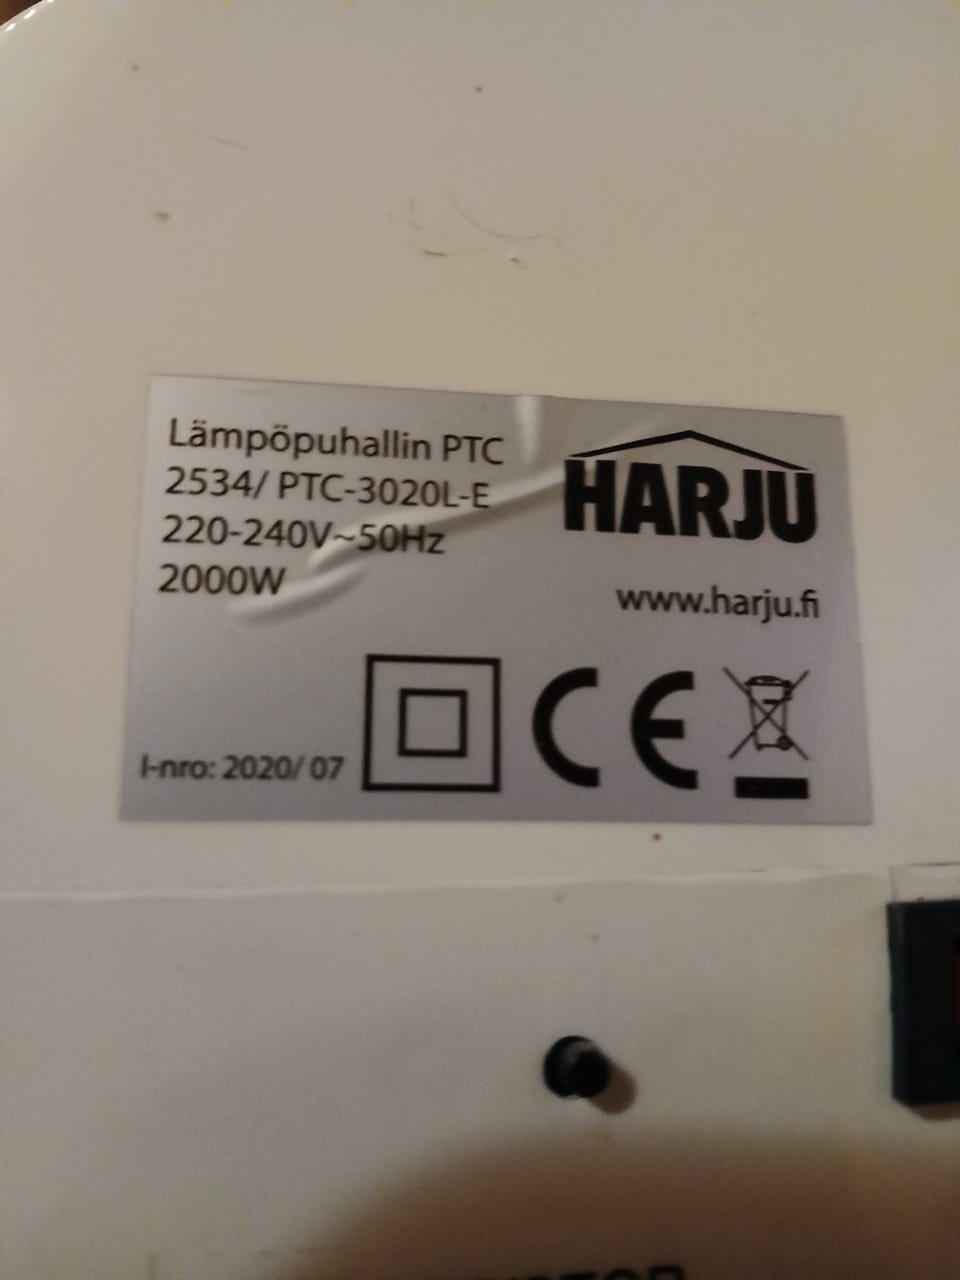 Lämpöpuhallin PTC
2534/ PTC-3020L-E
220-240V~50Hz
2000W
HARJU
www.harju.fi
I-nro: 2020/ 07
CE